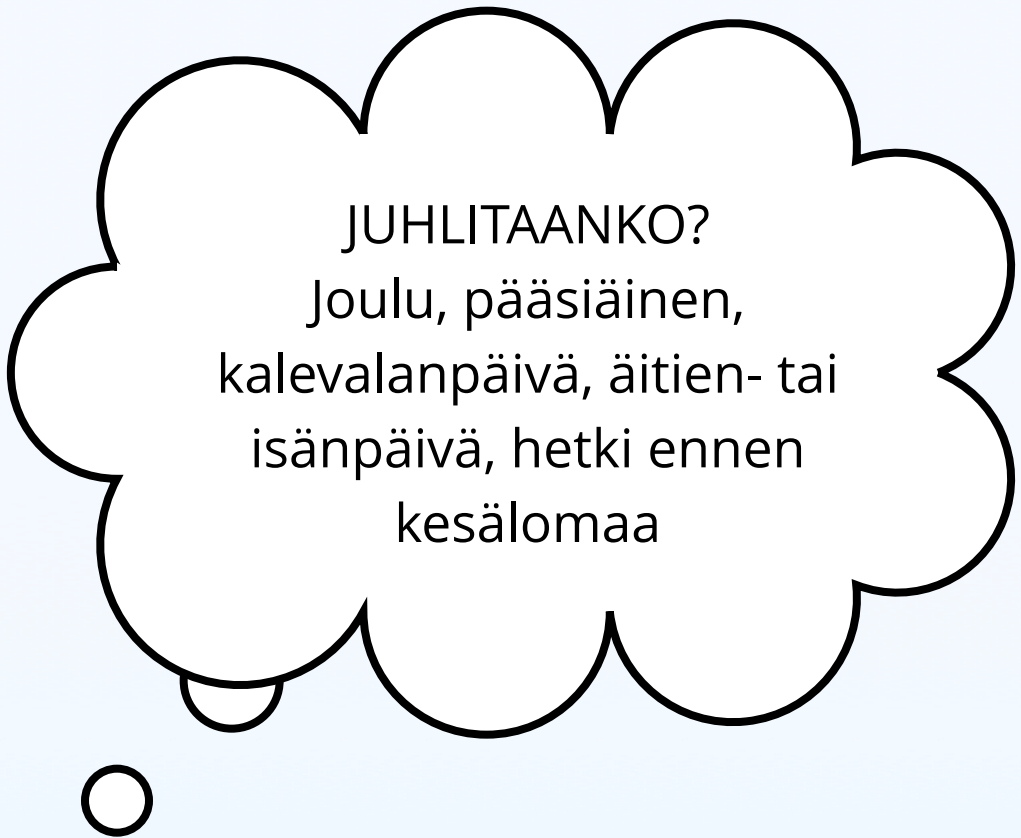 JUHLITAANKO?
Joulu, pääsiäinen,
kalevalanpäivä, äitien- tai
isänpäivä, hetki ennen
kesälomaa